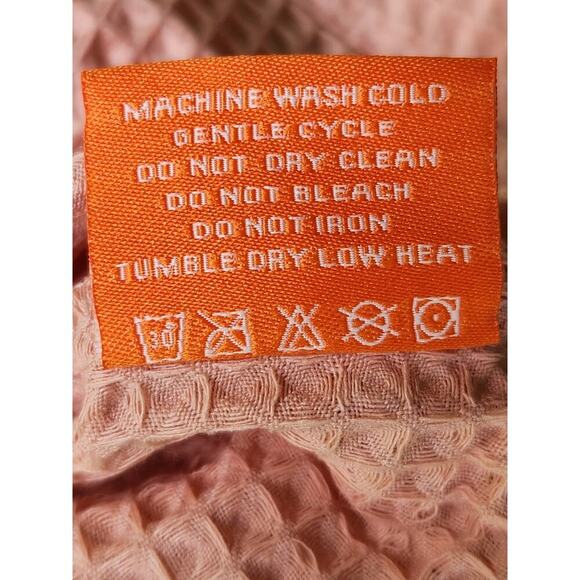 MACHINE WASH COLD
GENTLE CYCLE
DO NOT DRY CLEAN
DO NOT BLEACH
DO NOT IRON
TUMBLE DRY LOW HEAT
30°